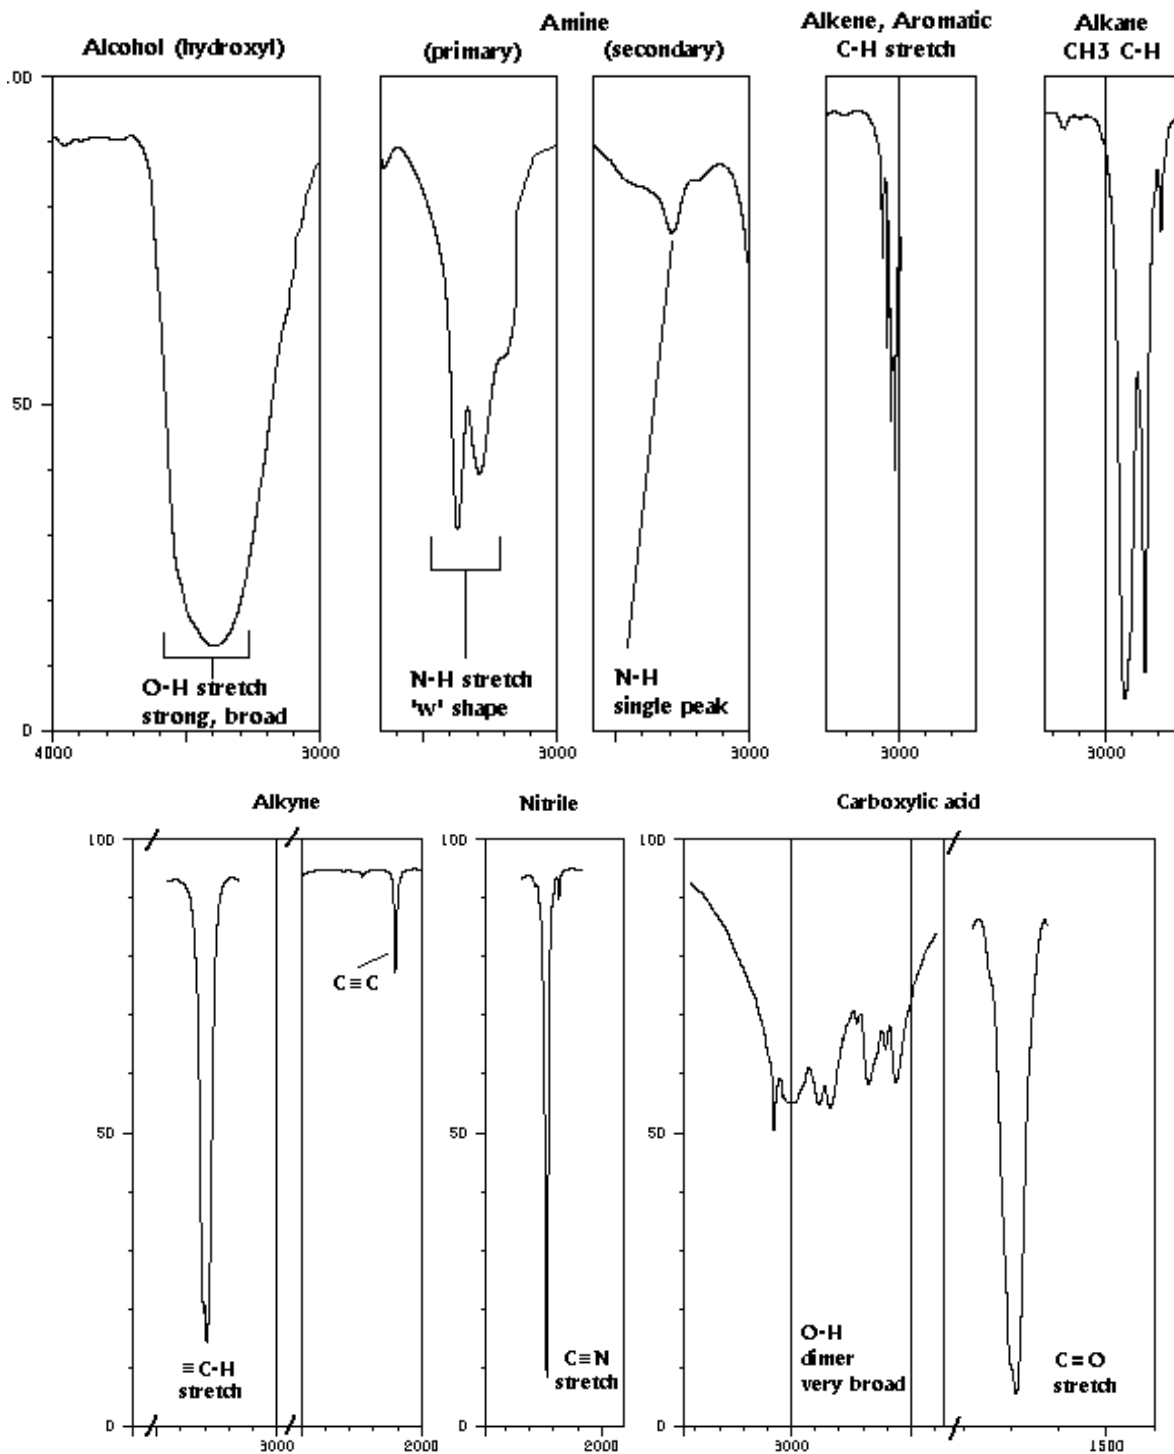 Amine
Alcohol (hydroxyl)
(primary)
(secondary)
Alkene, Aromatic
C-H stretch
Alkane
CH3 C-H
.00
50
0
O-H stretch
strong, broad
N-H stretch
'w' shape
N-H
single peak
4000
3000
3000
3000
3000
3000
Alkyne
Nitrile
Carboxylic acid
100
100
100
50
50
50
C≡C
≡C-H
stretch
C≡N
stretch
O-H
dimer
very broad
C=O
stretch
0
0
0
3000
2000
2000
3000
1500